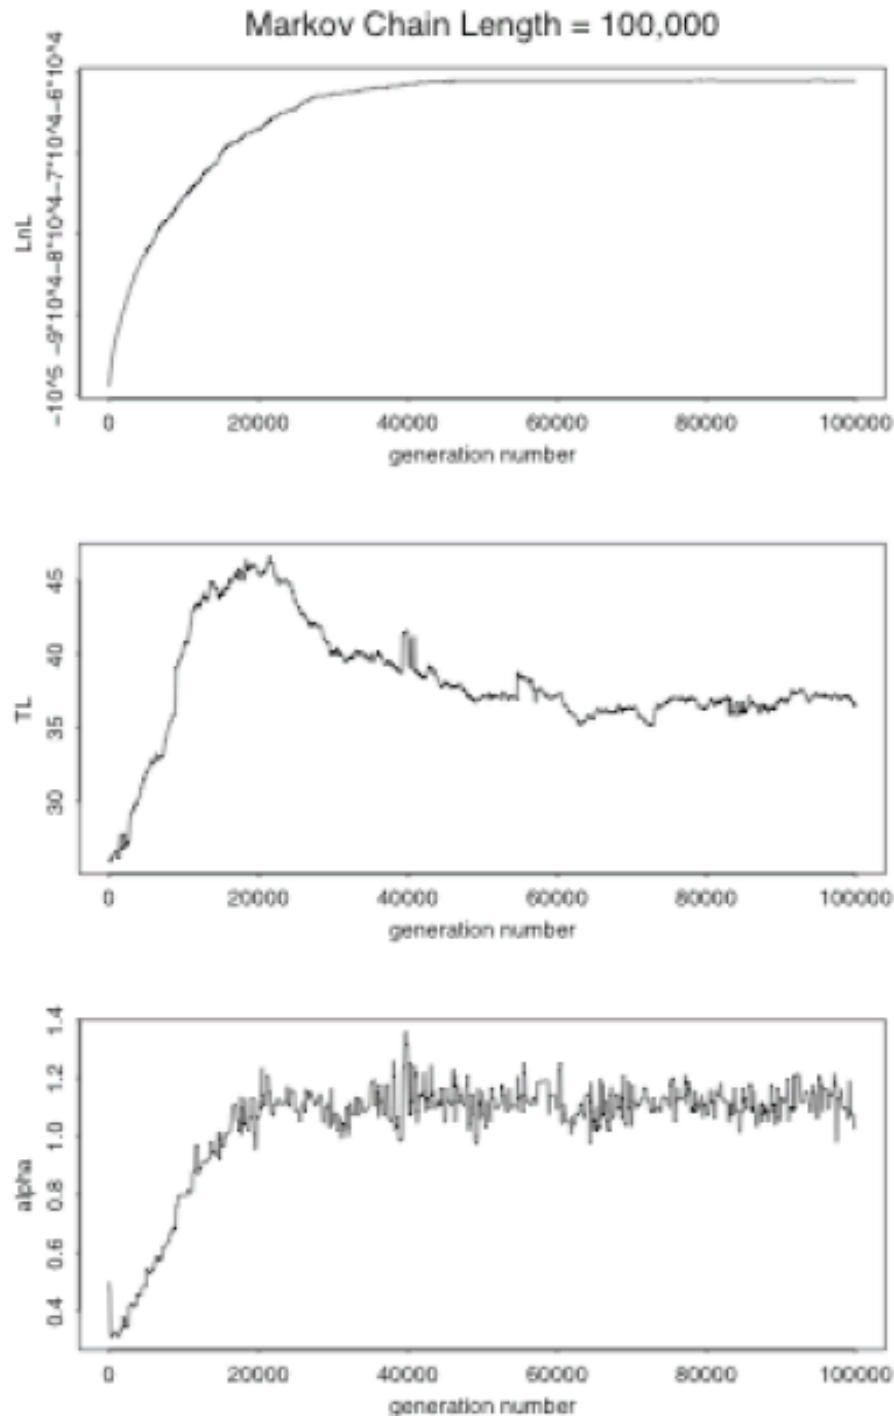 Markov Chain Length = 100,000
-10^5 -9*10^4 -8*10^4 -7*10^4 -6*10^4
LnL
0 20000 40000 60000 80000 100000
generation number
30 35 40 45
TL
0 20000 40000 60000 80000 100000
generation number
0.4 0.6 0.8 1.0 1.2 1.4
alpha
0 20000 40000 60000 80000 100000
generation number